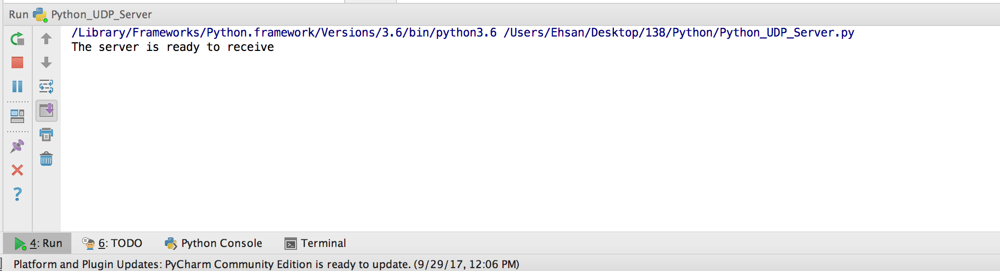 Run Python_UDP_Server
/Library/Frameworks/Python.framework/Versions/3.6/bin/python3.6 /Users/Ehsan/Desktop/138/Python/Python_UDP_Server.py
The server is ready to receive
4: Run 6: TODO Python Console Terminal
Platform and Plugin Updates: PyCharm Community Edition is ready to update. (9/29/17, 12:06 PM)